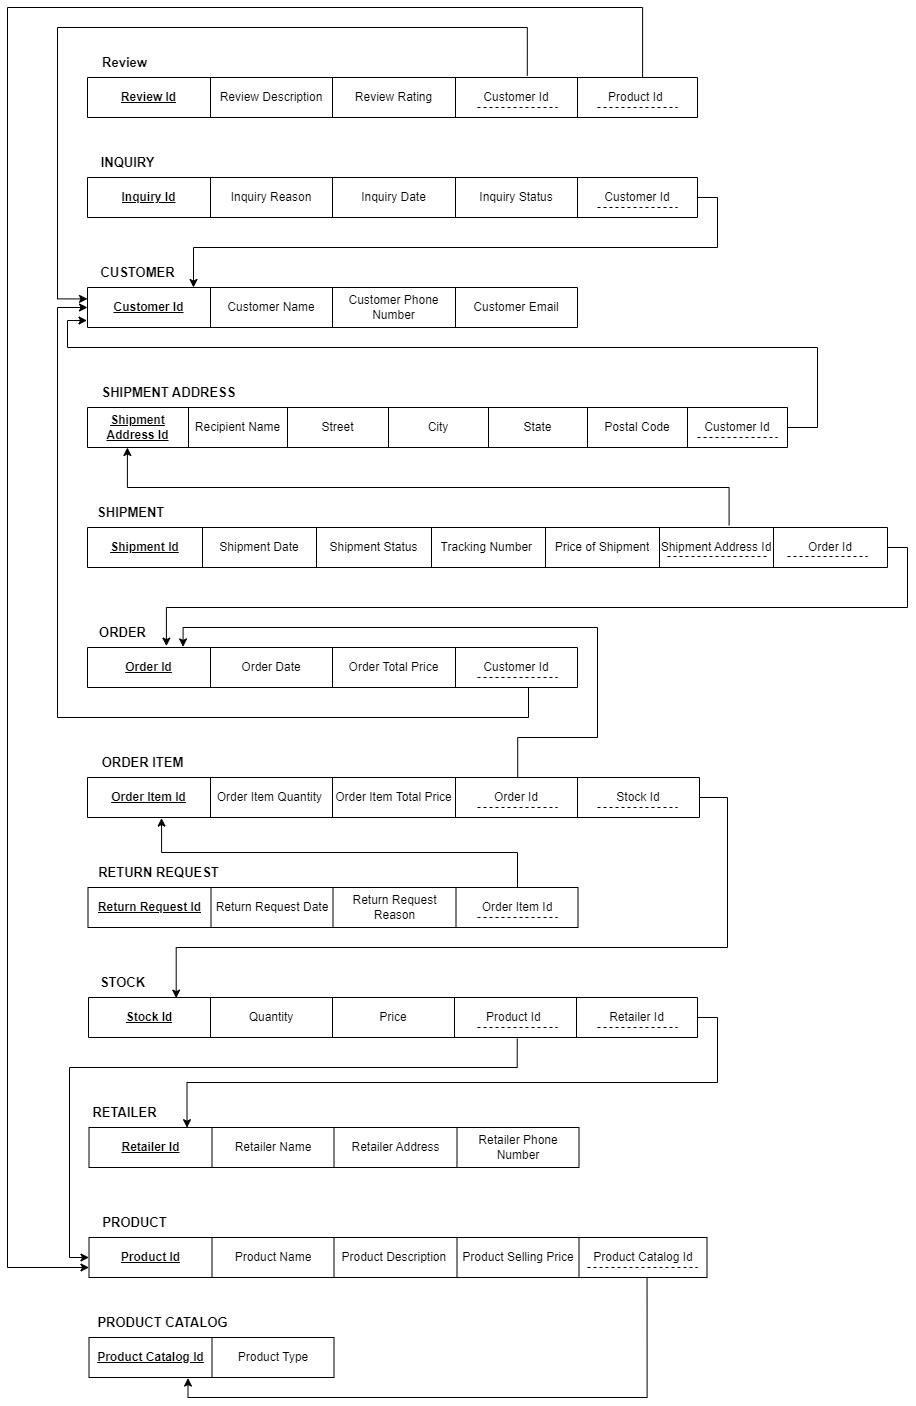 Review
Review Id Review Description Review Rating Customer Id Product Id
INQUIRY
Inquiry Id Inquiry Reason Inquiry Date Inquiry Status Customer Id
CUSTOMER
Customer Id Customer Name Customer Phone Number Customer Email
SHIPMENT ADDRESS
Shipment Address Id Recipient Name Street City State Postal Code Customer Id
SHIPMENT
Shipment Id Shipment Date Shipment Status Tracking Number Price of Shipment Shipment Address Id Order Id
ORDER
Order Id Order Date Order Total Price Customer Id
ORDER ITEM
Order Item Id Order Item Quantity Order Item Total Price Order Id Stock Id
RETURN REQUEST
Return Request Id Return Request Date Return Request Reason Order Item Id
STOCK
Stock Id Quantity Price Product Id Retailer Id
RETAILER
Retailer Id Retailer Name Retailer Address Retailer Phone Number
PRODUCT
Product Id Product Name Product Description Product Selling Price Product Catalog Id
PRODUCT CATALOG
Product Catalog Id Product Type